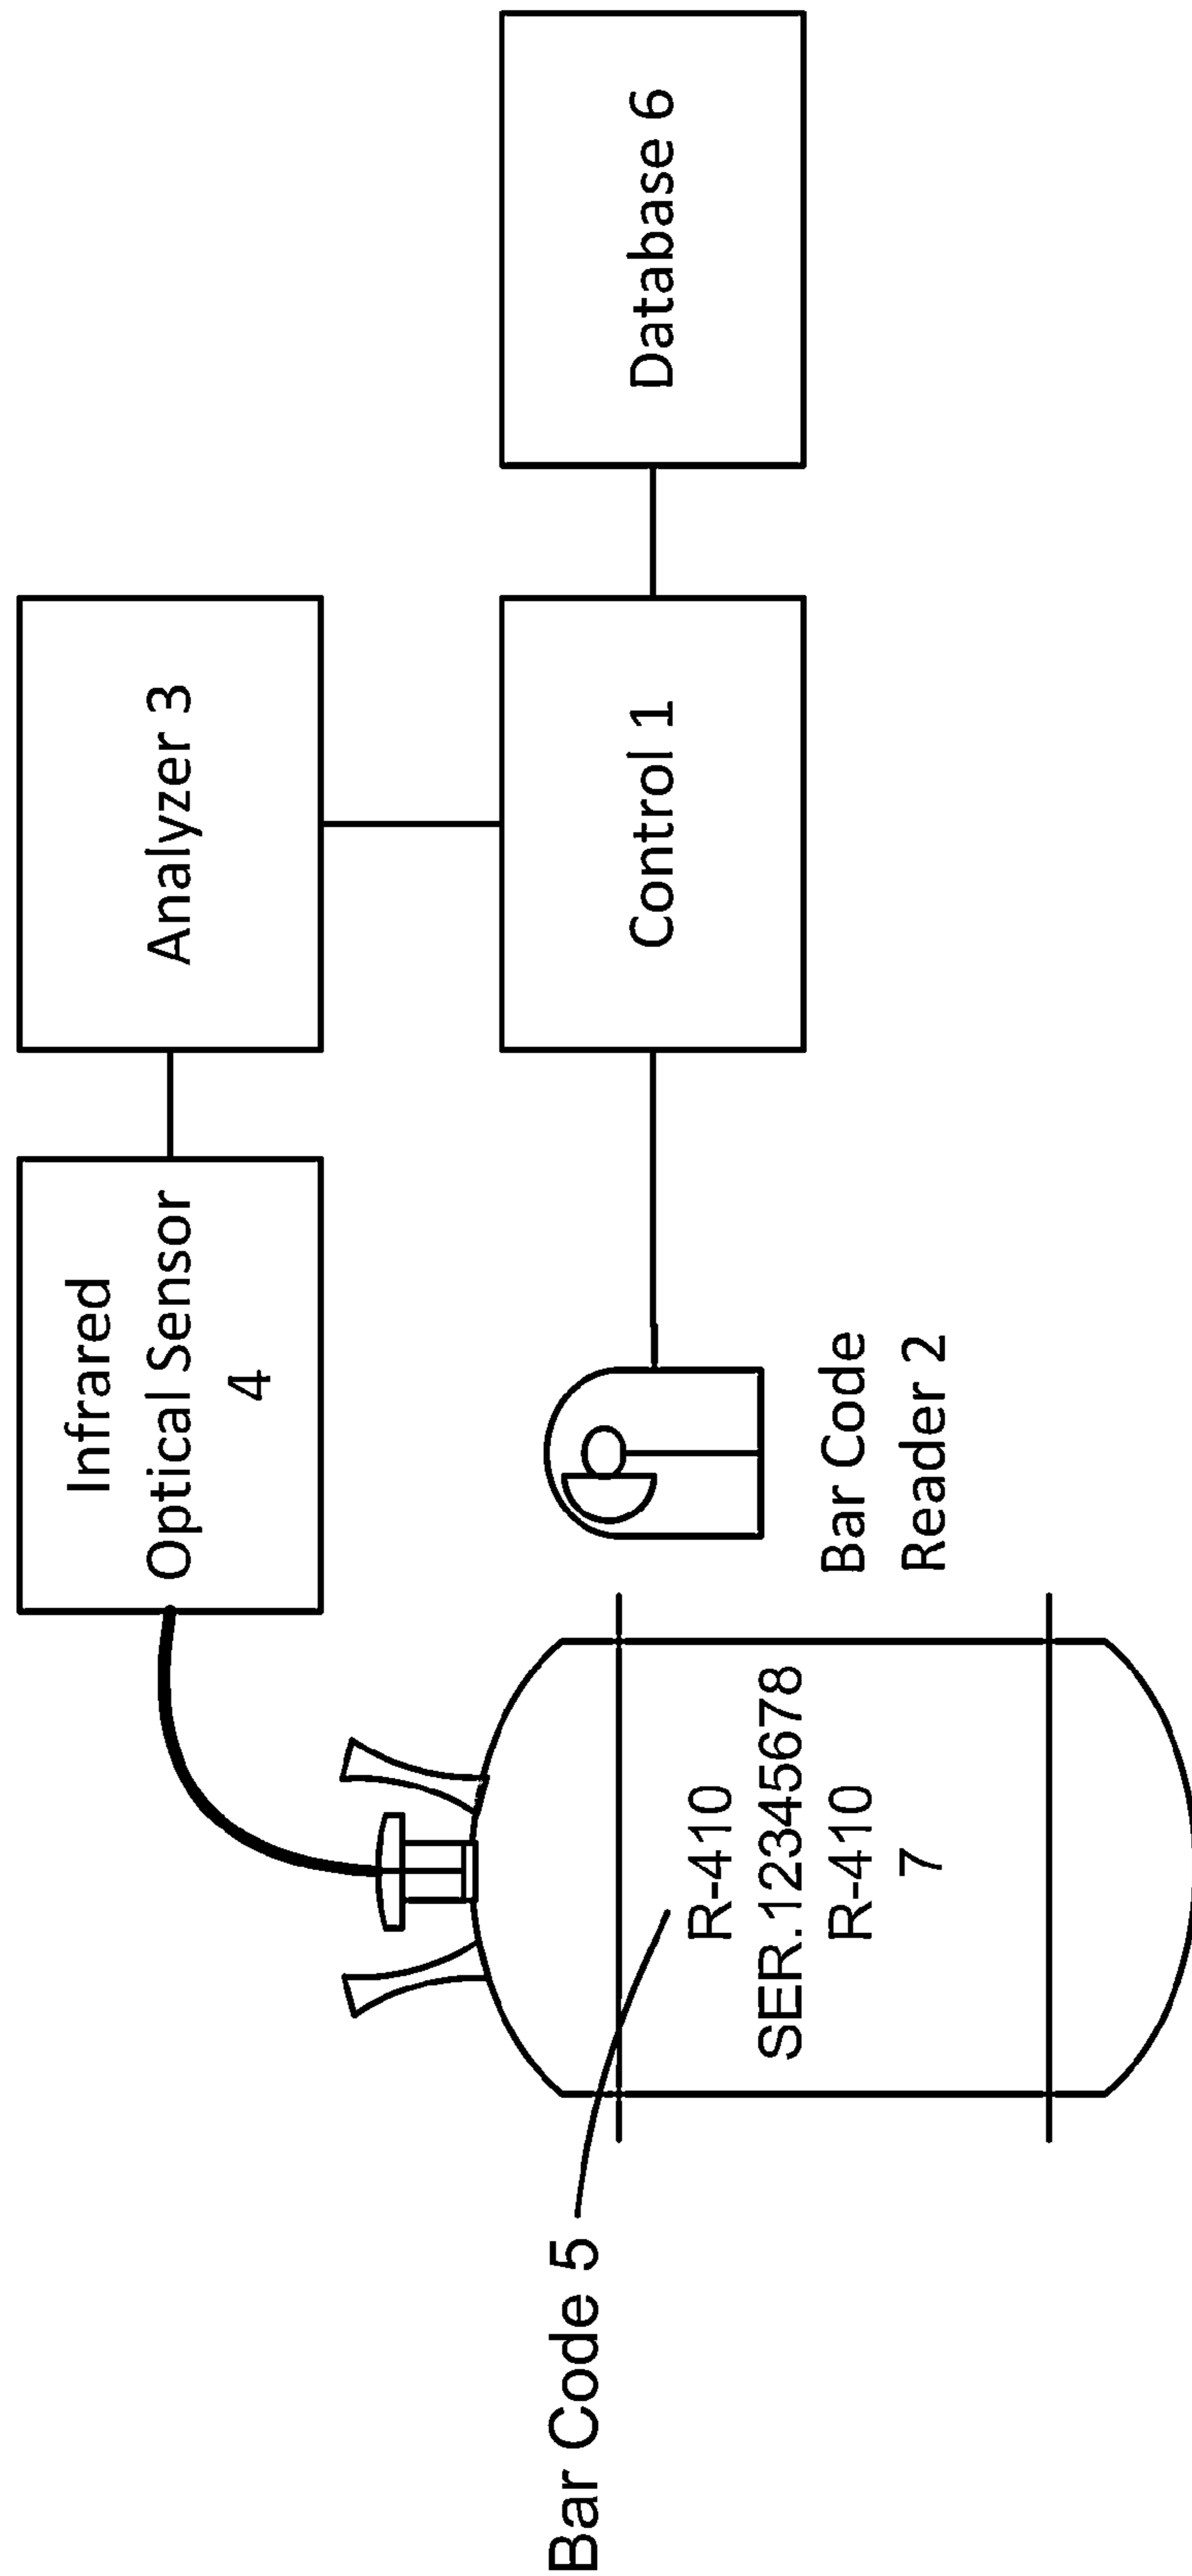 Infrared
Optical Sensor
4
Analyzer 3
Bar Code 5
R-410
SER.12345678
R-410
7
Bar Code
Reader 2
Control 1
Database 6